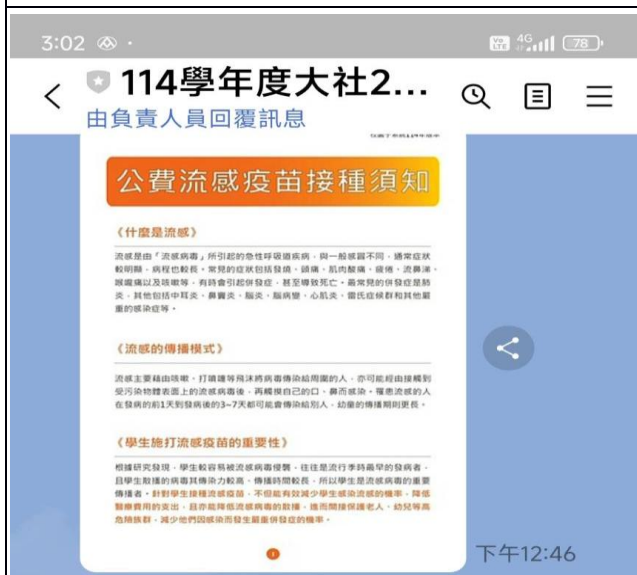 3:02
4G
78
114學年度大社2...
由負責人員回覆訊息
公費流感疫苗接種須知
《什麼是流感》
流感是由「流感病毒」所引起的急性呼吸道疾病，與一般感冒不同，通常症狀
較明顯，病程也較長。常見的症狀包括發燒、頭痛、肌肉酸痛、疲倦、流鼻涕、
喉嚨痛以及咳嗽等，有時會引起併發症，甚至導致死亡。最常見的併發症是肺
炎，其他包括中耳炎、鼻竇炎、腦炎、腦病變、心肌炎、雷氏症候群和其他嚴
重的感染症等。
《流感的傳播模式》
流感主要藉由咳嗽、打噴嚏等飛沫將病毒傳染給周圍的人，亦可能經由接觸到
受污染物體表面上的流感病毒後，再觸摸自己的口、鼻而感染。罹患流感的人
在發病的前1天到發病後的3~7天都可能會傳染給別人，幼童的傳播期則更長。
《學生施打流感疫苗的重要性》
根據研究發現，學生較容易被流感病毒侵襲，往往是流行季時最早的發病者，
且學生散播的病毒其傳染力較高，傳播時間較長，所以學生是流感病毒的重要
傳播者。針對學生接種流感疫苗，不但能有效減少學生感染流感的機率，降低
醫療費用的支出，且亦能降低流感病毒的散播，進而間接保護老人、幼兒等高
危險族群，減少他們因感染而發生嚴重併發症的機率。
下午12:46